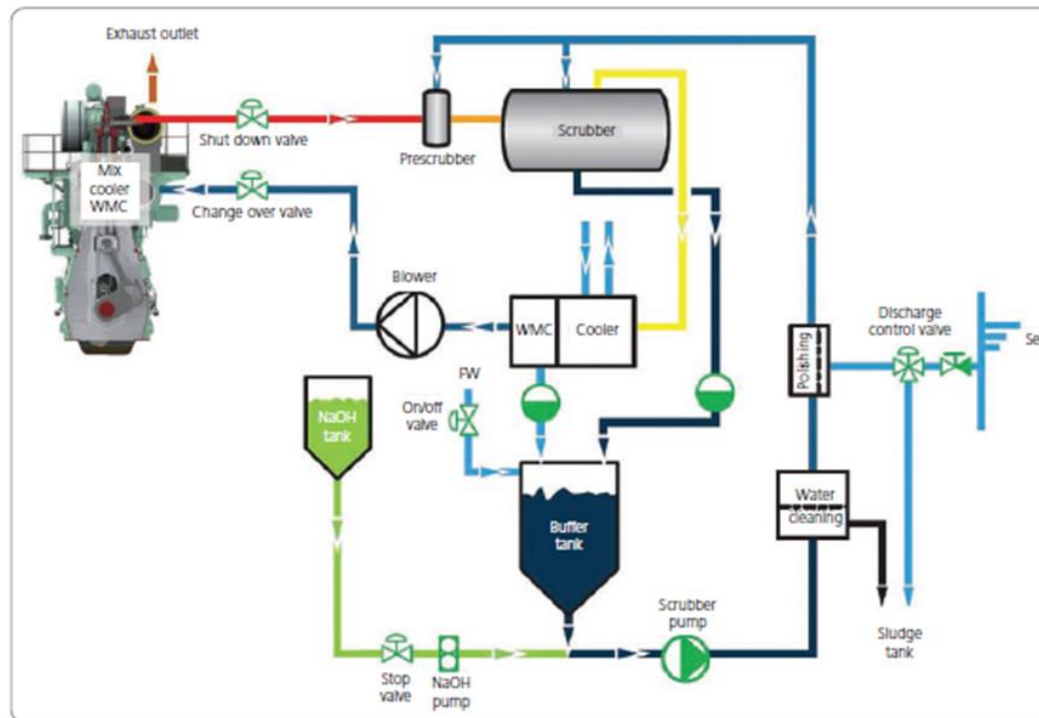 Exhaust outlet
Shut down valve
Prescrubber
Scrubber
Mix
cooler
WMC
Change over valve
Blower
WMC
Cooler
Discharge
control valve
Polishing
Se
FW
On/off
valve
NaOH
tank
Water
cleaning
Buffer
tank
Scrubber
pump
Sludge
tank
Stop
valve
NaOH
pump